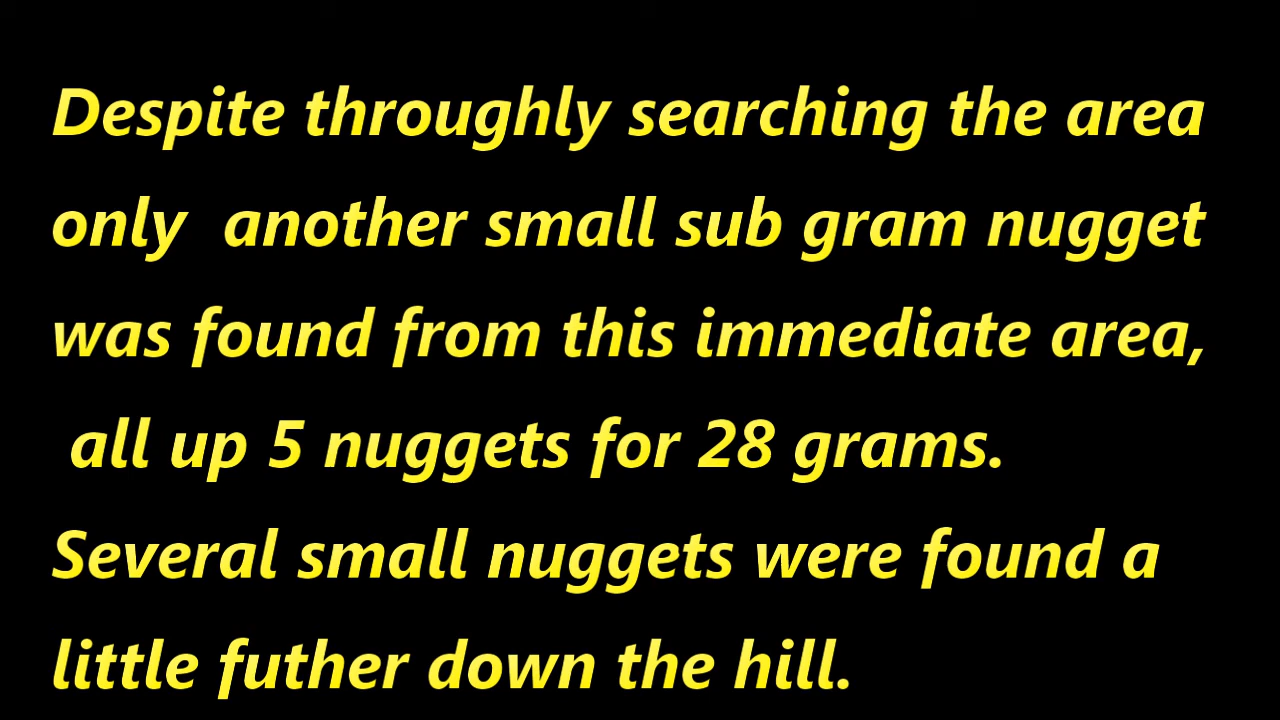 Despite throughly searching the area
only  another small sub gram nugget
was found from this immediate area,
 all up 5 nuggets for 28 grams.
Several small nuggets were found a
little futher down the hill.